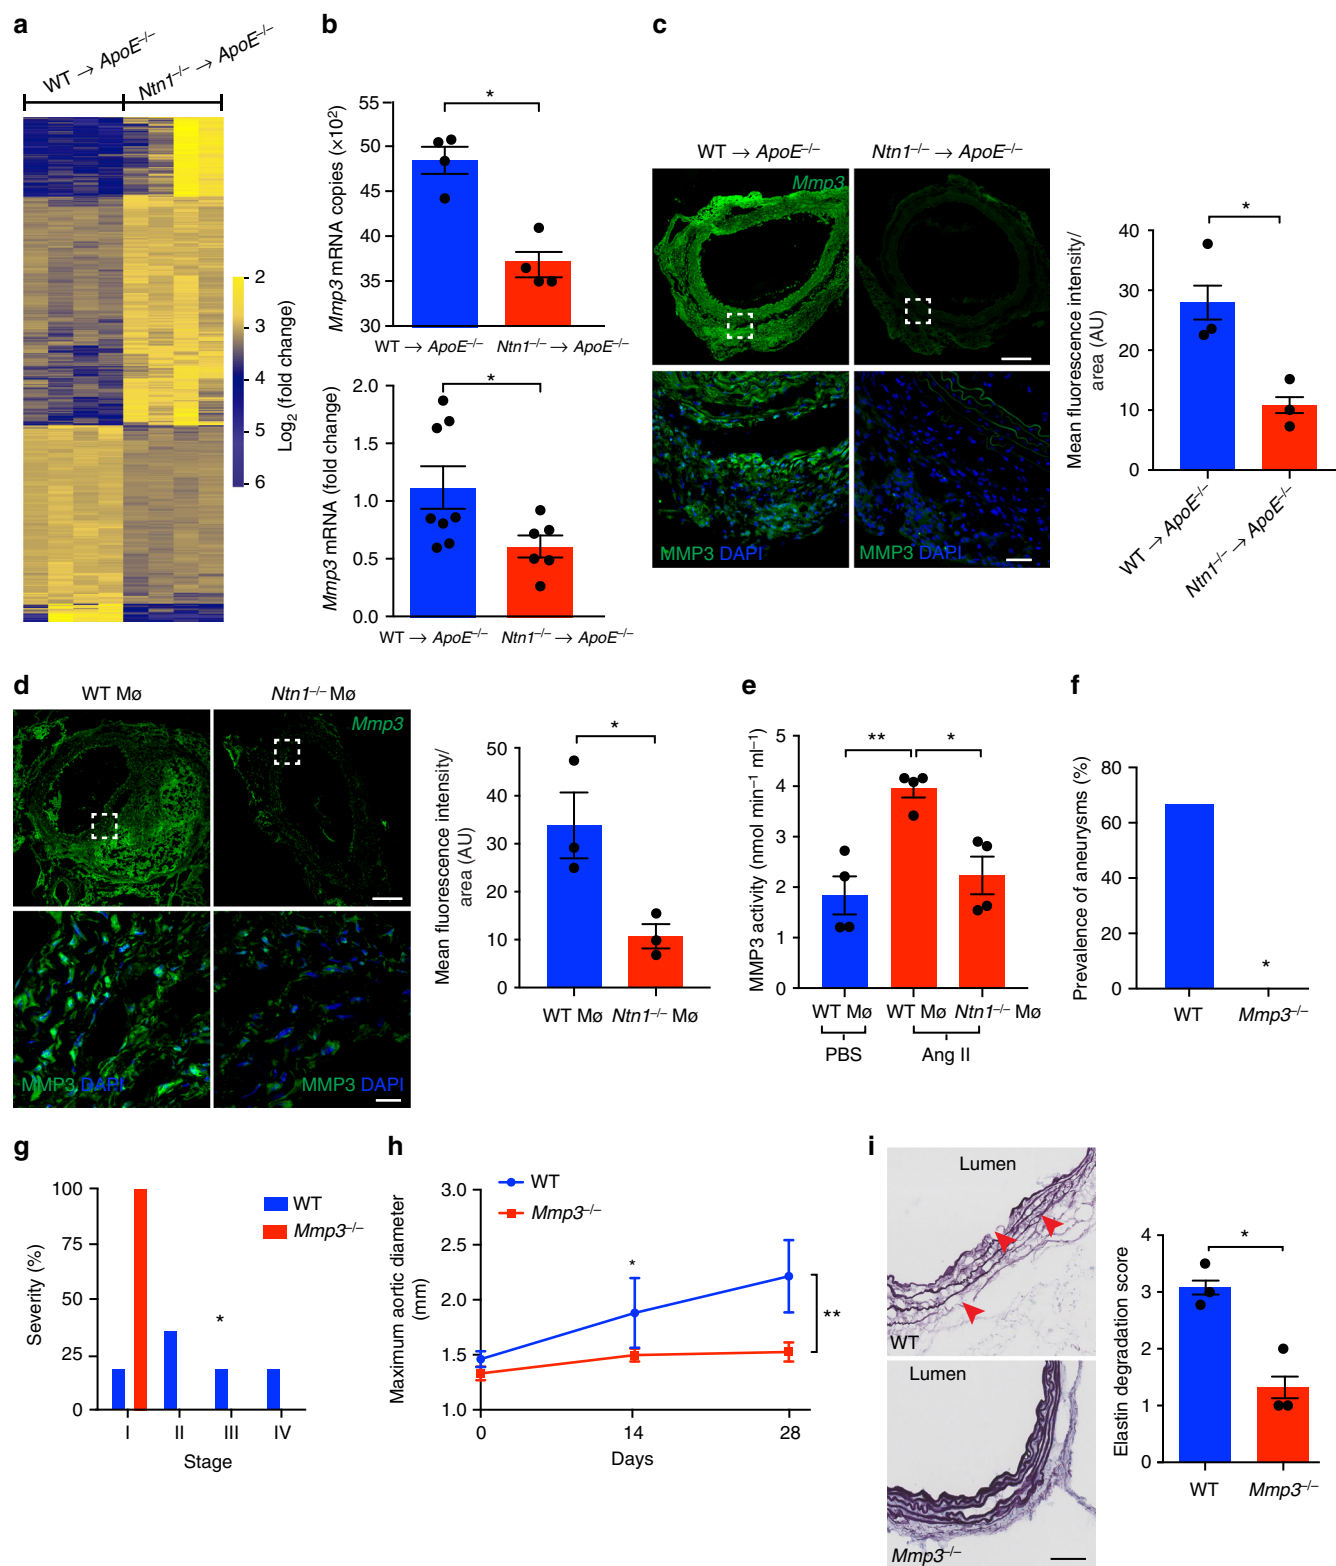 a
WT → ApoE–/–
Ntn1–/– → ApoE–/–
2
3
4
5
6
Log2 (fold change)
b
Mmp3 mRNA copies (×10²)
55
50
45
40
35
30
*
WT → ApoE–/–
Ntn1–/– → ApoE–/–
Mmp3 mRNA (fold change)
2.0
1.5
1.0
0.5
0.0
*
WT → ApoE–/–
Ntn1–/– → ApoE–/–
c
WT → ApoE–/–
Ntn1–/– → ApoE–/–
Mmp3
MMP3 DAPI
MMP3 DAPI
Mean fluorescence intensity/
area (AU)
40
30
20
10
0
*
WT → ApoE–/–
Ntn1–/– → ApoE–/–
d
WT Mø
Ntn1–/– Mø
Mmp3
MMP3 DAPI
MMP3 DAPI
Mean fluorescence intensity/
area (AU)
50
40
30
20
10
0
*
WT Mø
Ntn1–/– Mø
e
MMP3 activity (nmol min–1 ml–1)
5
4
3
2
1
0
**
*
WT Mø
WT Mø
Ntn1–/– Mø
PBS
Ang II
f
Prevalence of aneurysms (%)
80
60
40
20
0
*
WT
Mmp3–/–
g
Severity (%)
100
75
50
25
0
WT
Mmp3–/–
*
I
II
III
IV
Stage
h
WT
Mmp3–/–
Maximum aortic diameter
(mm)
3.0
2.5
2.0
1.5
1.0
*
**
0
14
28
Days
i
Lumen
WT
Lumen
Mmp3–/–
Elastin degradation score
4
3
2
1
0
*
WT
Mmp3–/–